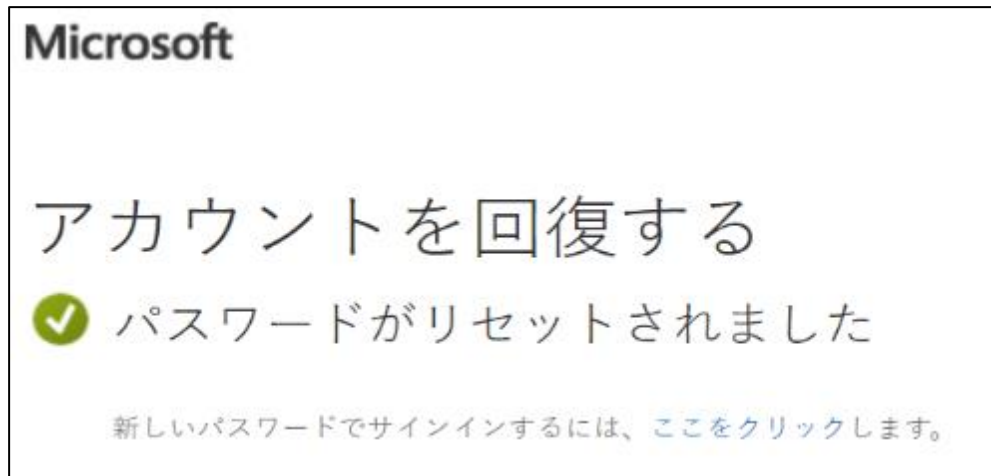 Microsoft
アカウントを回復する
パスワードがリセットされました
新しいパスワードでサインインするには、ここをクリックします。